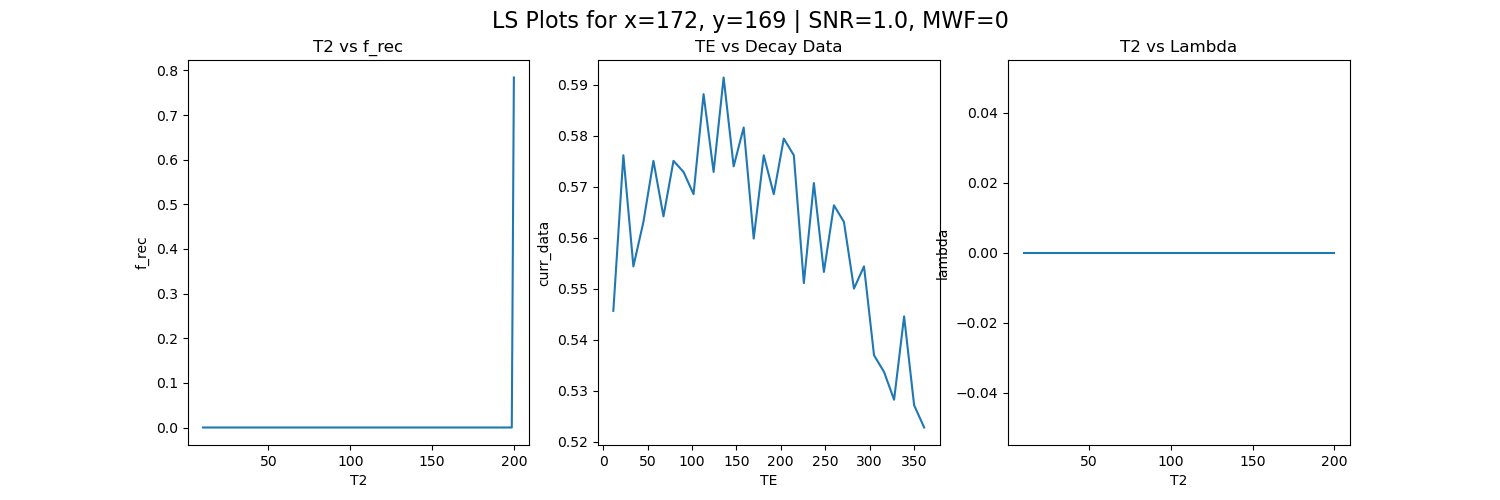 LS Plots for x=172, y=169 | SNR=1.0, MWF=0
T2 vs f_rec
0.8
0.7
0.6
0.5
0.4
0.3
0.2
0.1
0.0
f_rec
50 100 150 200
T2
TE vs Decay Data
0.59
0.58
0.57
0.56
0.55
0.54
0.53
0.52
curr_data
0 50 100 150 200 250 300 350
TE
T2 vs Lambda
0.04
0.02
0.00
−0.02
−0.04
lambda
50 100 150 200
T2